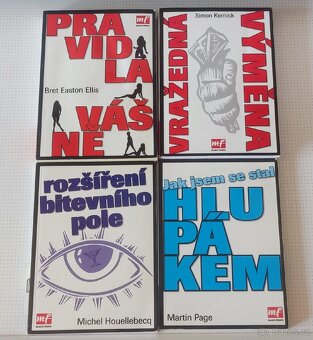 PRA
VID
LA
Bret Easton Ellis
VÁŠ
NĚ
mf
Simon Kernick
VRAŽEDNÁ
VÝMĚNA
mf
rozšíření
bitevního
pole
Michel Houellebecq
mf
Jak jsem se stal
HLU
PÁ
KEM
Martin Page
mf